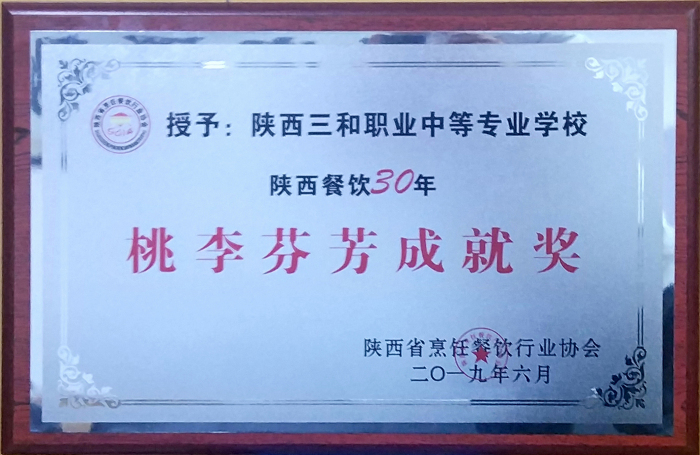 授予：陕西三和职业中等专业学校
陕西餐饮30年
桃李芬芳成就奖
陕西省烹饪餐饮行业协会
二〇一九年六月